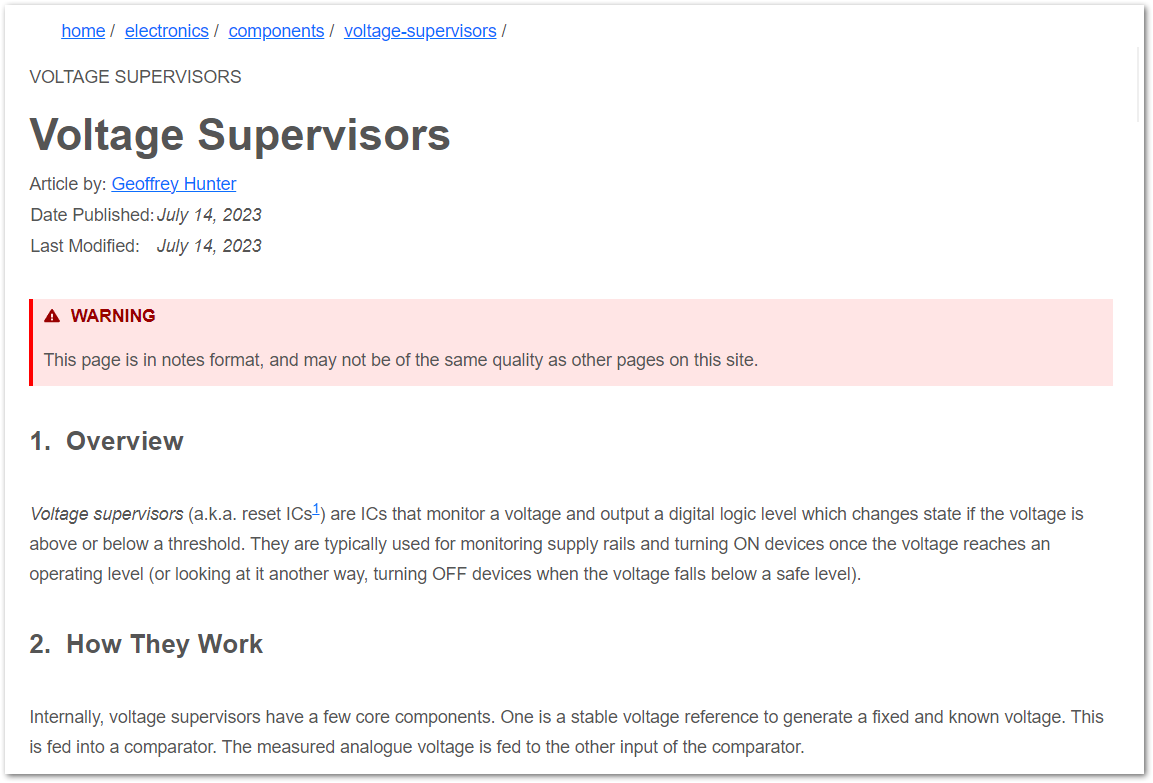 home / electronics / components / voltage-supervisors /
VOLTAGE SUPERVISORS
Voltage Supervisors
Article by: Geoffrey Hunter
Date Published: July 14, 2023
Last Modified: July 14, 2023
WARNING
This page is in notes format, and may not be of the same quality as other pages on this site.
1. Overview
Voltage supervisors (a.k.a. reset ICs1) are ICs that monitor a voltage and output a digital logic level which changes state if the voltage is
above or below a threshold. They are typically used for monitoring supply rails and turning ON devices once the voltage reaches an
operating level (or looking at it another way, turning OFF devices when the voltage falls below a safe level).
2. How They Work
Internally, voltage supervisors have a few core components. One is a stable voltage reference to generate a fixed and known voltage. This
is fed into a comparator. The measured analogue voltage is fed to the other input of the comparator.